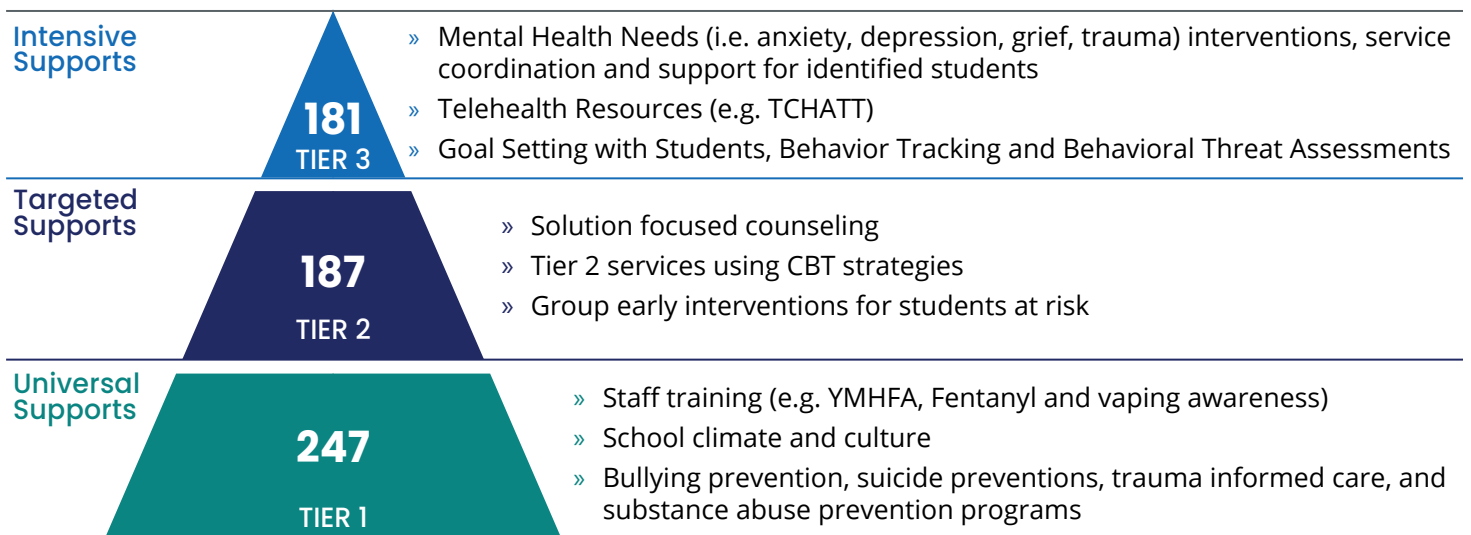 Intensive
Supports
181
TIER 3
» Mental Health Needs (i.e. anxiety, depression, grief, trauma) interventions, service
coordination and support for identified students
» Telehealth Resources (e.g. TCHATT)
» Goal Setting with Students, Behavior Tracking and Behavioral Threat Assessments
Targeted
Supports
187
TIER 2
» Solution focused counseling
» Tier 2 services using CBT strategies
» Group early interventions for students at risk
Universal
Supports
247
TIER 1
» Staff training (e.g. YMHFA, Fentanyl and vaping awareness)
» School climate and culture
» Bullying prevention, suicide preventions, trauma informed care, and
substance abuse prevention programs